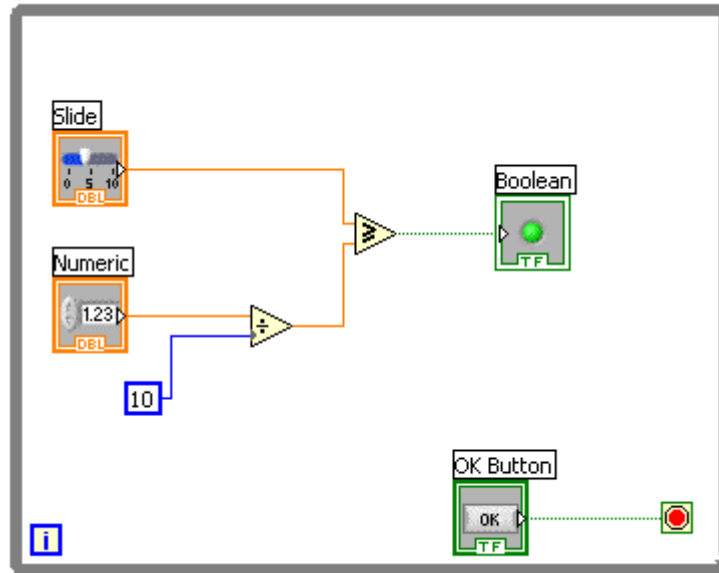 Slide
0 5 10
DBL
Boolean
TF
Numeric
1.23
DBL
÷
10
OK Button
OK
TF
i